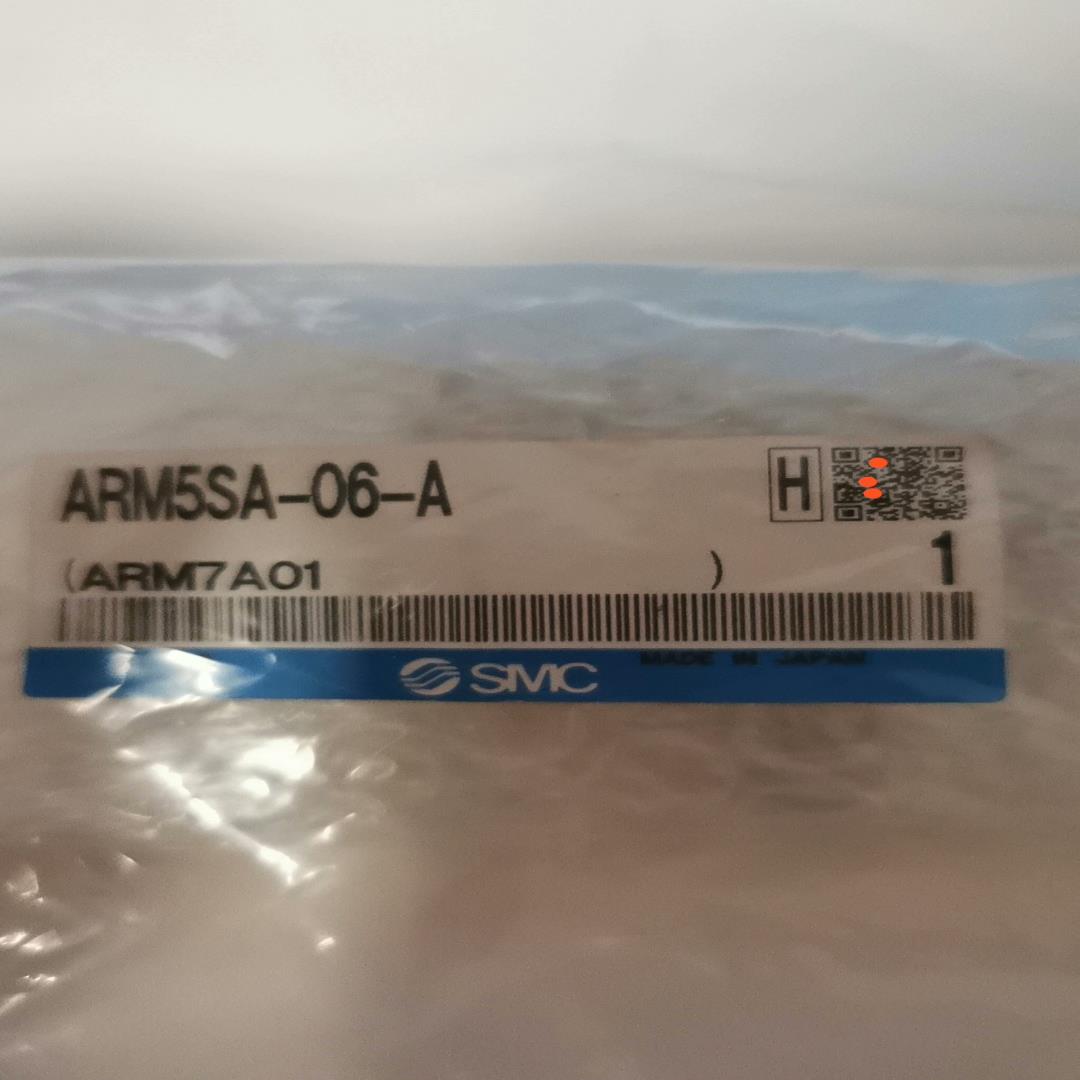 ARM5SA-06-A
H
(ARM7A01 )
1
SMC
MADE IN JAPAN